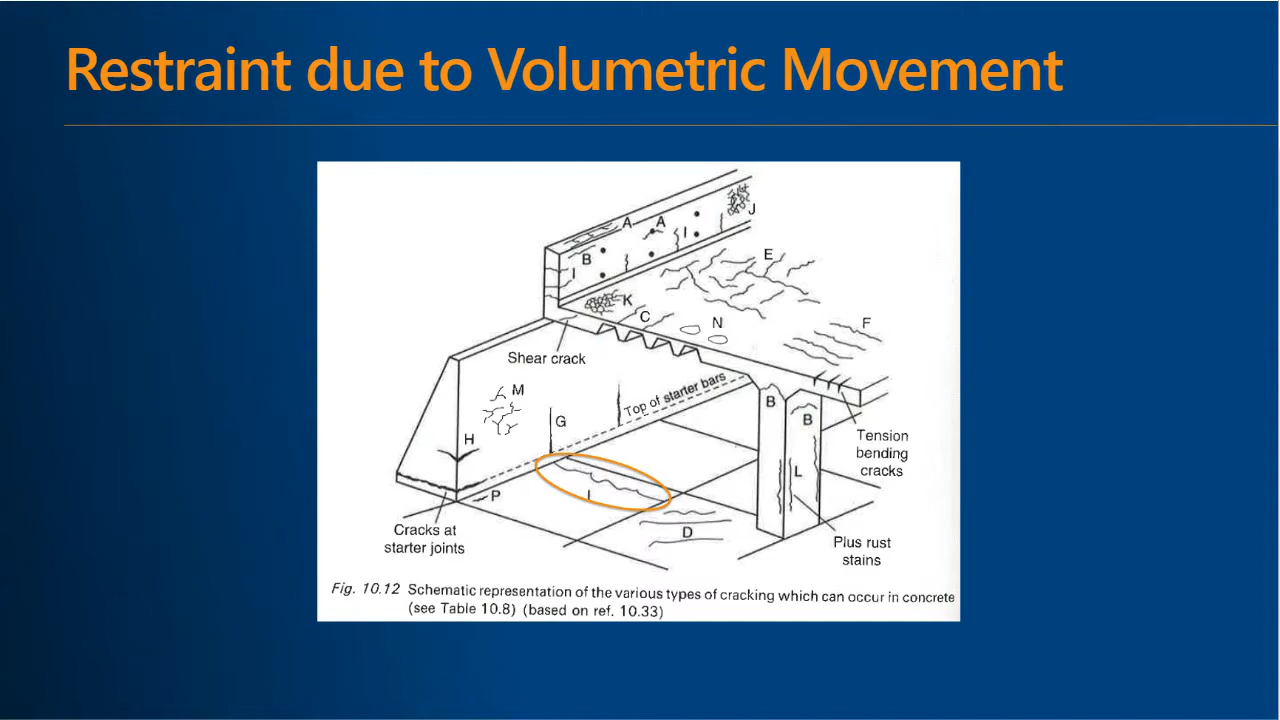 Restraint due to Volumetric Movement
J
A
A
I
B
I
E
K
C
N
F
Shear crack
M
Top of starter bars
B
G
B
H
Tension
bending
cracks
L
P
I
D
Cracks at
starter joints
Plus rust
stains
Fig. 10.12 Schematic representation of the various types of cracking which can occur in concrete
(see Table 10.8) (based on ref. 10.33)